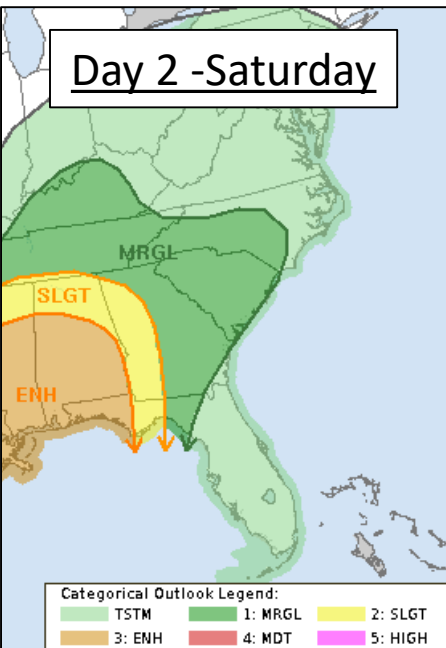 Day 2 -Saturday
MRGL
SLGT
ENH
Categorical Outlook Legend:
TSTM 1: MRGL 2: SLGT
3: ENH 4: MDT 5: HIGH